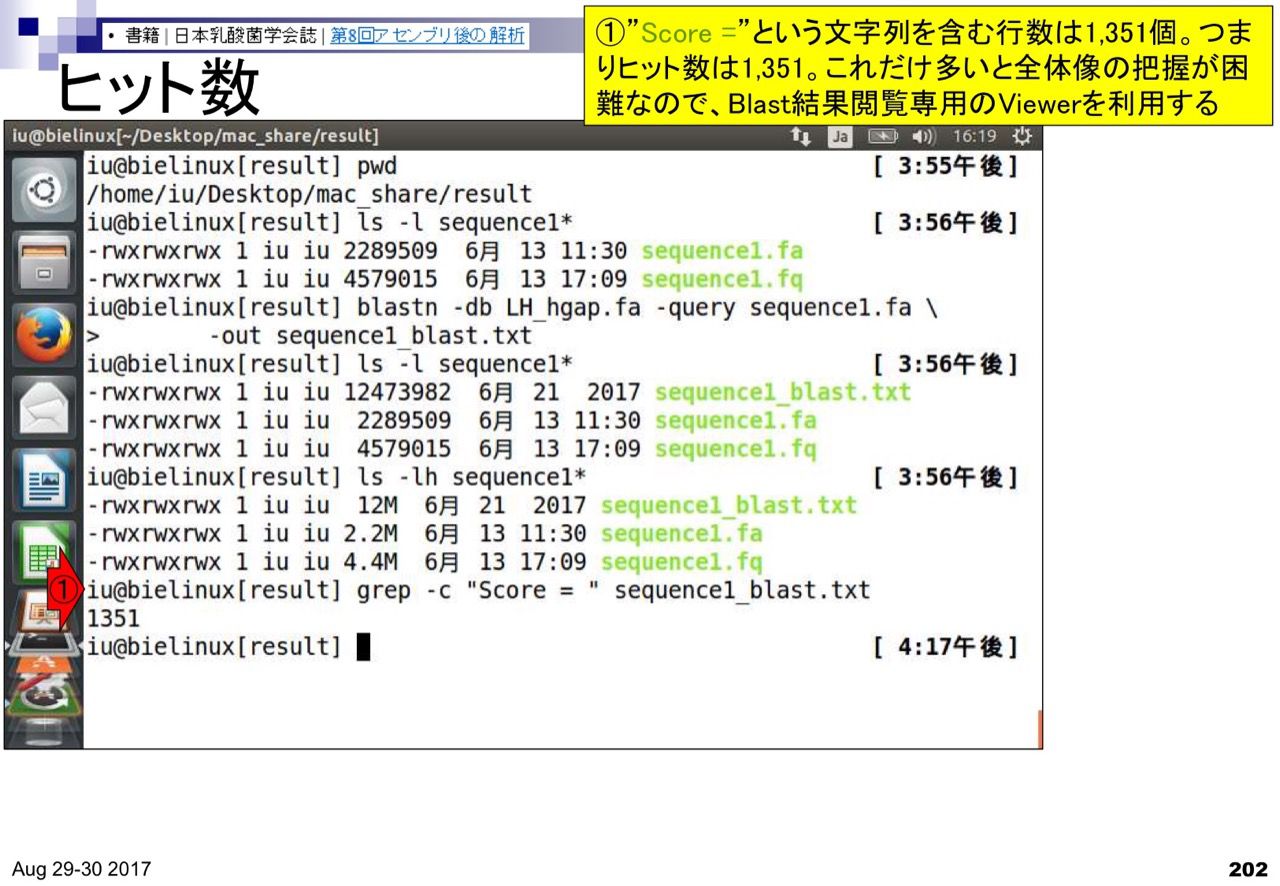 • 書籍 | 日本乳酸菌学会誌 | 第8回アセンブリ後の解析
ヒット数
①”Score =”という文字列を含む行数は1,351個。つま
りヒット数は1,351。これだけ多いと全体像の把握が困
難なので、Blast結果閲覧専用のViewerを利用する
iu@bielinux[~/Desktop/mac_share/result] Ja 16:19
iu@bielinux[result] pwd [ 3:55午後]
/home/iu/Desktop/mac_share/result
iu@bielinux[result] ls -l sequence1* [ 3:56午後]
-rwxrwxrwx 1 iu iu 2289509 6月 13 11:30 sequence1.fa
-rwxrwxrwx 1 iu iu 4579015 6月 13 17:09 sequence1.fq
iu@bielinux[result] blastn -db LH_hgap.fa -query sequence1.fa \
> -out sequence1_blast.txt
iu@bielinux[result] ls -l sequence1* [ 3:56午後]
-rwxrwxrwx 1 iu iu 12473982 6月 21 2017 sequence1_blast.txt
-rwxrwxrwx 1 iu iu 2289509 6月 13 11:30 sequence1.fa
-rwxrwxrwx 1 iu iu 4579015 6月 13 17:09 sequence1.fq
iu@bielinux[result] ls -lh sequence1* [ 3:56午後]
-rwxrwxrwx 1 iu iu 12M 6月 21 2017 sequence1_blast.txt
-rwxrwxrwx 1 iu iu 2.2M 6月 13 11:30 sequence1.fa
-rwxrwxrwx 1 iu iu 4.4M 6月 13 17:09 sequence1.fq
①iu@bielinux[result] grep -c "Score = " sequence1_blast.txt
1351
iu@bielinux[result] [ 4:17午後]
Aug 29-30 2017
202